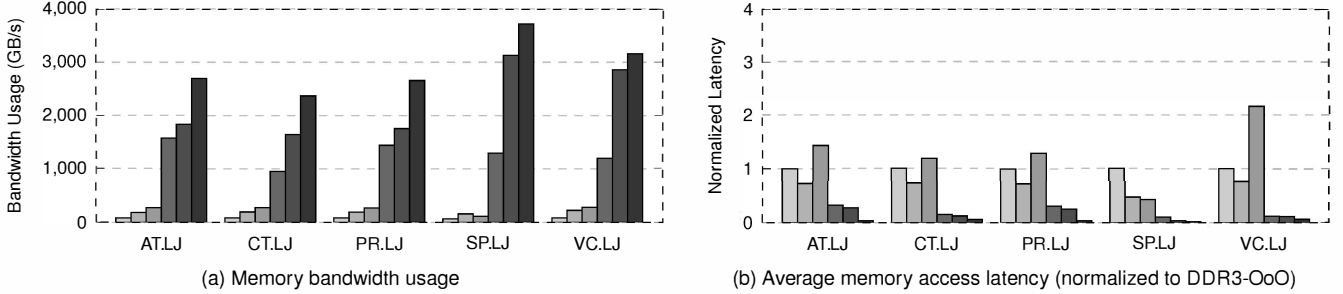 Bandwidth Usage (GB/s)
4,000
3,000
2,000
1,000
0
AT.LJ CT.LJ PR.LJ SP.LJ VC.LJ
(a) Memory bandwidth usage
Normalized Latency
4
3
2
1
0
AT.LJ CT.LJ PR.LJ SP.LJ VC.LJ
(b) Average memory access latency (normalized to DDR3-OoO)